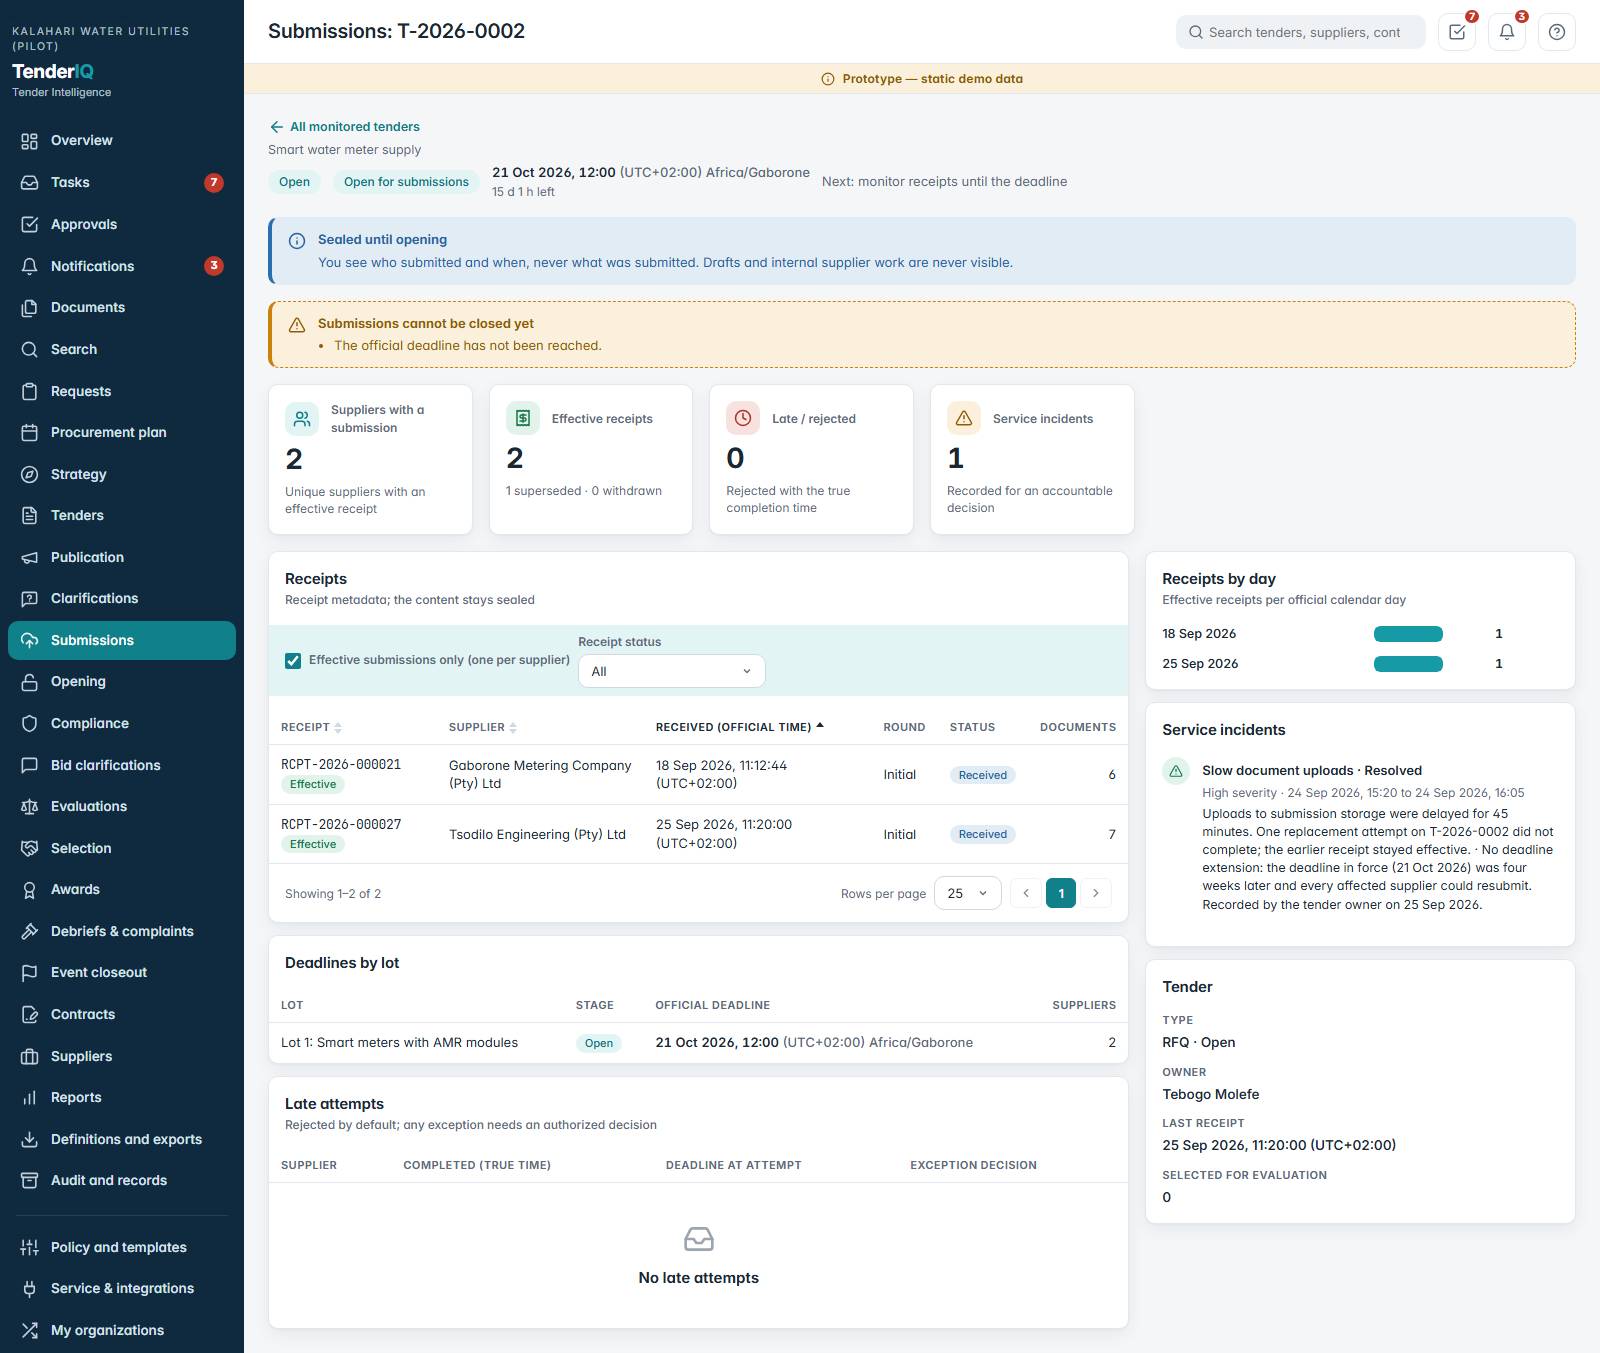 KALAHARI WATER UTILITIES
(PILOT)
TenderIQ
Tender Intelligence
Overview
Tasks 7
Approvals
Notifications 3
Documents
Search
Requests
Procurement plan
Strategy
Tenders
Publication
Clarifications
Submissions
Opening
Compliance
Bid clarifications
Evaluations
Selection
Awards
Debriefs & complaints
Event closeout
Contracts
Suppliers
Reports
Definitions and exports
Audit and records
Policy and templates
Service & integrations
My organizations
Submissions: T-2026-0002
Search tenders, suppliers, cont
7
3
Prototype — static demo data
All monitored tenders
Smart water meter supply
Open
Open for submissions
21 Oct 2026, 12:00 (UTC+02:00) Africa/Gaborone
15 d 1 h left
Next: monitor receipts until the deadline
Sealed until opening
You see who submitted and when, never what was submitted. Drafts and internal supplier work are never visible.
Submissions cannot be closed yet
• The official deadline has not been reached.
Suppliers with a
submission
2
Unique suppliers with an
effective receipt
Effective receipts
2
1 superseded · 0 withdrawn
Late / rejected
0
Rejected with the true
completion time
Service incidents
1
Recorded for an accountable
decision
Receipts
Receipt metadata; the content stays sealed
Effective submissions only (one per supplier)
Receipt status
All
RECEIPT SUPPLIER RECEIVED (OFFICIAL TIME) ROUND STATUS DOCUMENTS
RCPT-2026-000021
Effective
Gaborone Metering Company
(Pty) Ltd
18 Sep 2026, 11:12:44
(UTC+02:00)
Initial
Received
6
RCPT-2026-000027
Effective
Tsodilo Engineering (Pty) Ltd
25 Sep 2026, 11:20:00
(UTC+02:00)
Initial
Received
7
Showing 1–2 of 2
Rows per page 25
1
Deadlines by lot
LOT STAGE OFFICIAL DEADLINE SUPPLIERS
Lot 1: Smart meters with AMR modules Open 21 Oct 2026, 12:00 (UTC+02:00) Africa/Gaborone 2
Late attempts
Rejected by default; any exception needs an authorized decision
SUPPLIER COMPLETED (TRUE TIME) DEADLINE AT ATTEMPT EXCEPTION DECISION
No late attempts
Receipts by day
Effective receipts per official calendar day
18 Sep 2026 1
25 Sep 2026 1
Service incidents
Slow document uploads · Resolved
High severity · 24 Sep 2026, 15:20 to 24 Sep 2026, 16:05
Uploads to submission storage were delayed for 45
minutes. One replacement attempt on T-2026-0002 did not
complete; the earlier receipt stayed effective. · No deadline
extension: the deadline in force (21 Oct 2026) was four
weeks later and every affected supplier could resubmit.
Recorded by the tender owner on 25 Sep 2026.
Tender
TYPE
RFQ · Open
OWNER
Tebogo Molefe
LAST RECEIPT
25 Sep 2026, 11:20:00 (UTC+02:00)
SELECTED FOR EVALUATION
0